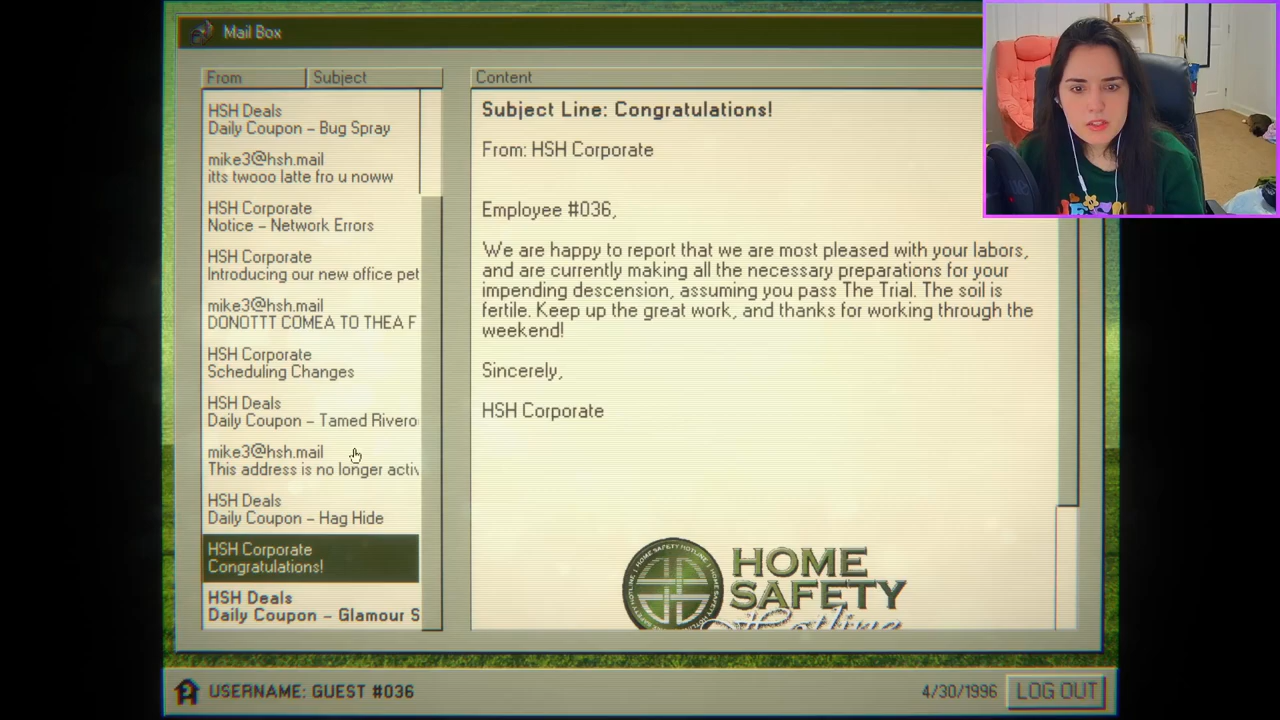 Mail Box
From
Subject
Content
HSH Deals
Daily Coupon – Bug Spray
mike3@hsh.mail
itts twooo latte fro u noww
HSH Corporate
Notice – Network Errors
HSH Corporate
Introducing our new office pet
mike3@hsh.mail
DONOTTT COMEA TO THEA F
HSH Corporate
Scheduling Changes
HSH Deals
Daily Coupon – Tamed Rivero
mike3@hsh.mail
This address is no longer activ
HSH Deals
Daily Coupon – Hag Hide
HSH Corporate
Congratulations!
HSH Deals
Daily Coupon – Glamour S
Subject Line: Congratulations!
From: HSH Corporate
Employee #036,
We are happy to report that we are most pleased with your labors,
and are currently making all the necessary preparations for your
impending descension, assuming you pass The Trial. The soil is
fertile. Keep up the great work, and thanks for working through the
weekend!
Sincerely,
HSH Corporate
HOME
SAFETY
Hotline
USERNAME: GUEST #036
4/30/1996
LOG OUT